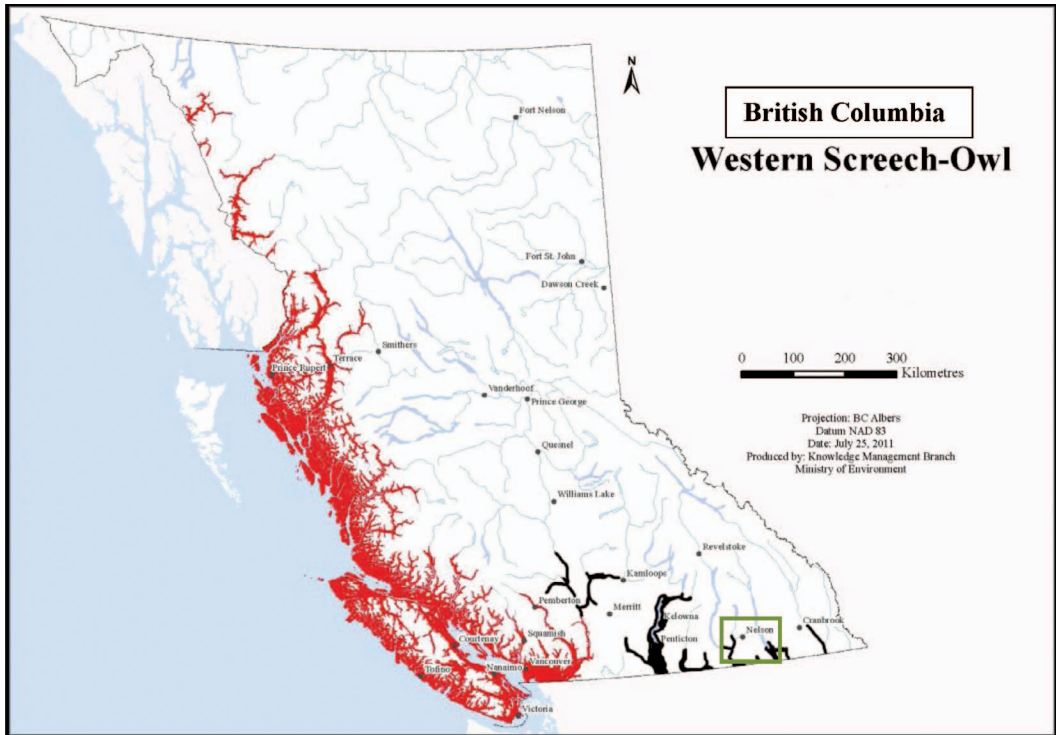 British Columbia
Western Screech-Owl
N
Fort Nelson
Fort St. John
Dawson Creek
0 100 200 300
Kilometres
Projection: BC Albers
Datum NAD 83
Date: July 25, 2011
Produced by: Knowledge Management Branch
Ministry of Environment
Smithers
Terrace
Prince Rupert
Vanderhoof
Prince George
Quesnel
Williams Lake
Revelstoke
Kamloops
Pemberton
Merritt
Kelowna
Cranbrook
Nelson
Penticton
Squamish
Courtenay
Vancouver
Nanaimo
Tofino
Victoria